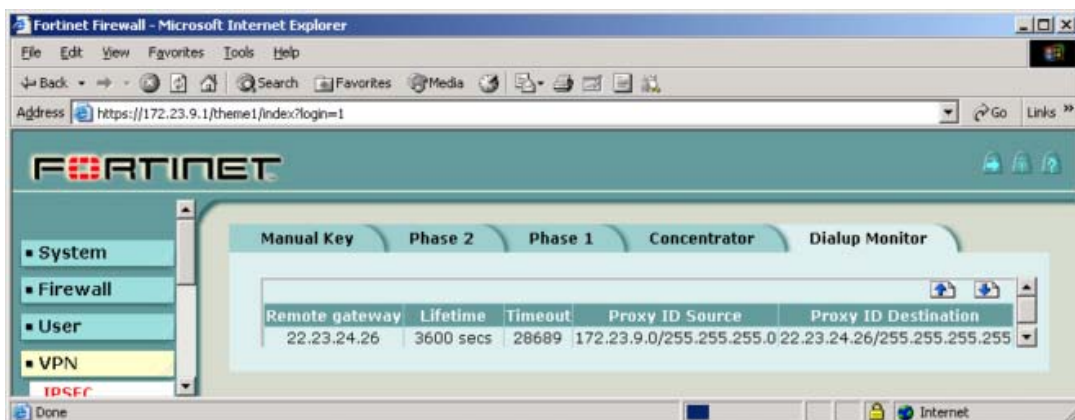 Fortinet Firewall - Microsoft Internet Explorer
File Edit View Favorites Tools Help
Back Search Favorites Media
Address https://172.23.9.1/theme1/index?login=1 Go Links »
FORTINET
Manual Key Phase 2 Phase 1 Concentrator Dialup Monitor
System
Firewall
User
VPN
IPSEC
Remote gateway Lifetime Timeout Proxy ID Source Proxy ID Destination
22.23.24.26 3600 secs 28689 172.23.9.0/255.255.255.0 22.23.24.26/255.255.255.255
Done Internet